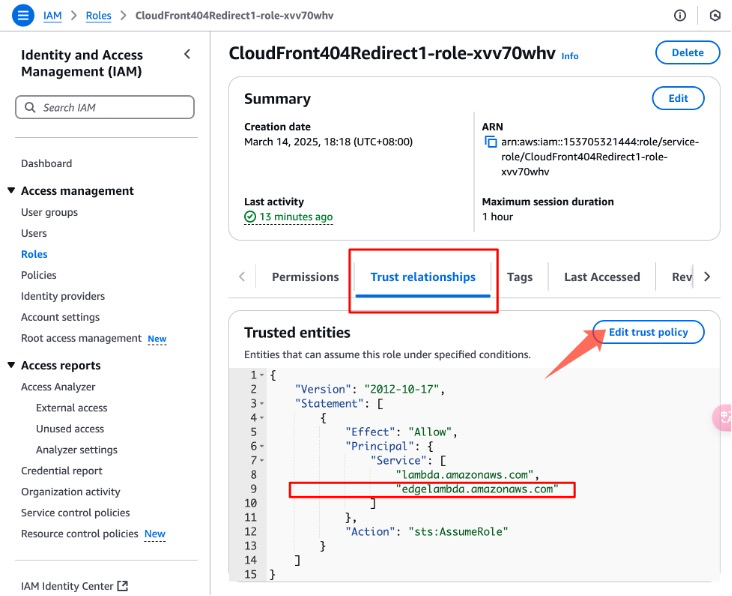 IAM > Roles > CloudFront404Redirect1-role-xvv70whv
Identity and Access
Management (IAM)
Search IAM
Dashboard
Access management
User groups
Users
Roles
Policies
Identity providers
Account settings
Root access management New
Access reports
Access Analyzer
External access
Unused access
Analyzer settings
Credential report
Organization activity
Service control policies
Resource control policies New
IAM Identity Center
CloudFront404Redirect1-role-xvv70whv Info
Delete
Summary
Edit
Creation date
March 14, 2025, 18:18 (UTC+08:00)
ARN
arn:aws:iam::153705321444:role/service-
role/CloudFront404Redirect1-role-
xvv70whv
Last activity
13 minutes ago
Maximum session duration
1 hour
Permissions Trust relationships Tags Last Accessed Rev
Trusted entities
Edit trust policy
Entities that can assume this role under specified conditions.
1 {
2 "Version": "2012-10-17",
3 "Statement": [
4 {
5 "Effect": "Allow",
6 "Principal": {
7 "Service": [
8 "lambda.amazonaws.com",
9 "edgelambda.amazonaws.com"
10 ]
11 },
12 "Action": "sts:AssumeRole"
13 }
14 ]
15 }